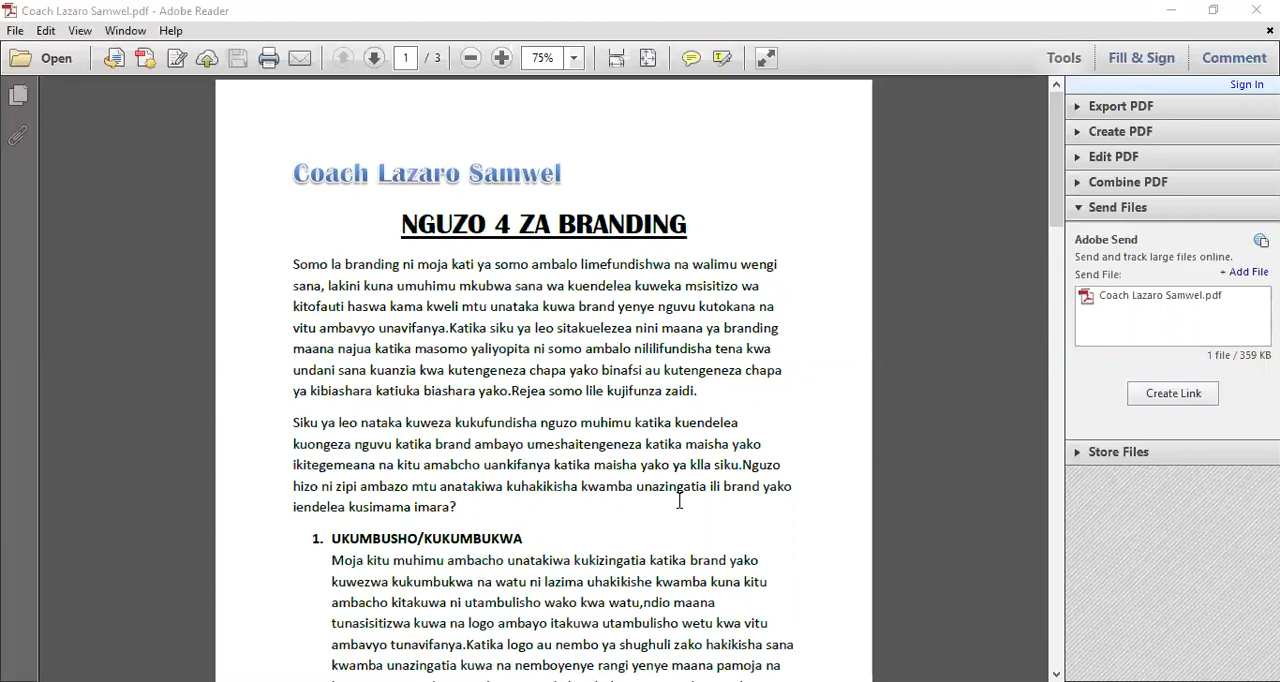 Coach Lazaro Samwel.pdf - Adobe Reader
File Edit View Window Help
Open 1 / 3 75% Tools Fill & Sign Comment
Sign In
Export PDF
Create PDF
Edit PDF
Combine PDF
Send Files
Adobe Send
Send and track large files online.
Send File: + Add File
Coach Lazaro Samwel.pdf
1 file / 359 KB
Create Link
Store Files
Coach Lazaro Samwel
NGUZO 4 ZA BRANDING
Somo la branding ni moja kati ya somo ambalo limefundishwa na walimu wengi
sana, lakini kuna umuhimu mkubwa sana wa kuendelea kuweka msisitizo wa
kitofauti haswa kama kweli mtu unataka kuwa brand yenye nguvu kutokana na
vitu ambavyo unavifanya.Katika siku ya leo sitakuelezea nini maana ya branding
maana najua katika masomo yaliyopita ni somo ambalo nililifundisha tena kwa
undani sana kuanzia kwa kutengeneza chapa yako binafsi au kutengeneza chapa
ya kibiashara katiuka biashara yako.Rejea somo lile kujifunza zaidi.
Siku ya leo nataka kuweza kukufundisha nguzo muhimu katika kuendelea
kuongeza nguvu katika brand ambayo umeshaitengeneza katika maisha yako
ikitegemeana na kitu amabcho uankifanya katika maisha yako ya klla siku.Nguzo
hizo ni zipi ambazo mtu anatakiwa kuhakikisha kwamba unazingatia ili brand yako
iendelea kusimama imara?
1. UKUMBUSHO/KUKUMBUKWA
Moja kitu muhimu ambacho unatakiwa kukizingatia katika brand yako
kuwezwa kukumbukwa na watu ni lazima uhakikishe kwamba kuna kitu
ambacho kitakuwa ni utambulisho wako kwa watu,ndio maana
tunasisitizwa kuwa na logo ambayo itakuwa utambulisho wetu kwa vitu
ambavyo tunavifanya.Katika logo au nembo ya shughuli zako hakikisha sana
kwamba unazingatia kuwa na nemboyenye rangi yenye maana pamoja na